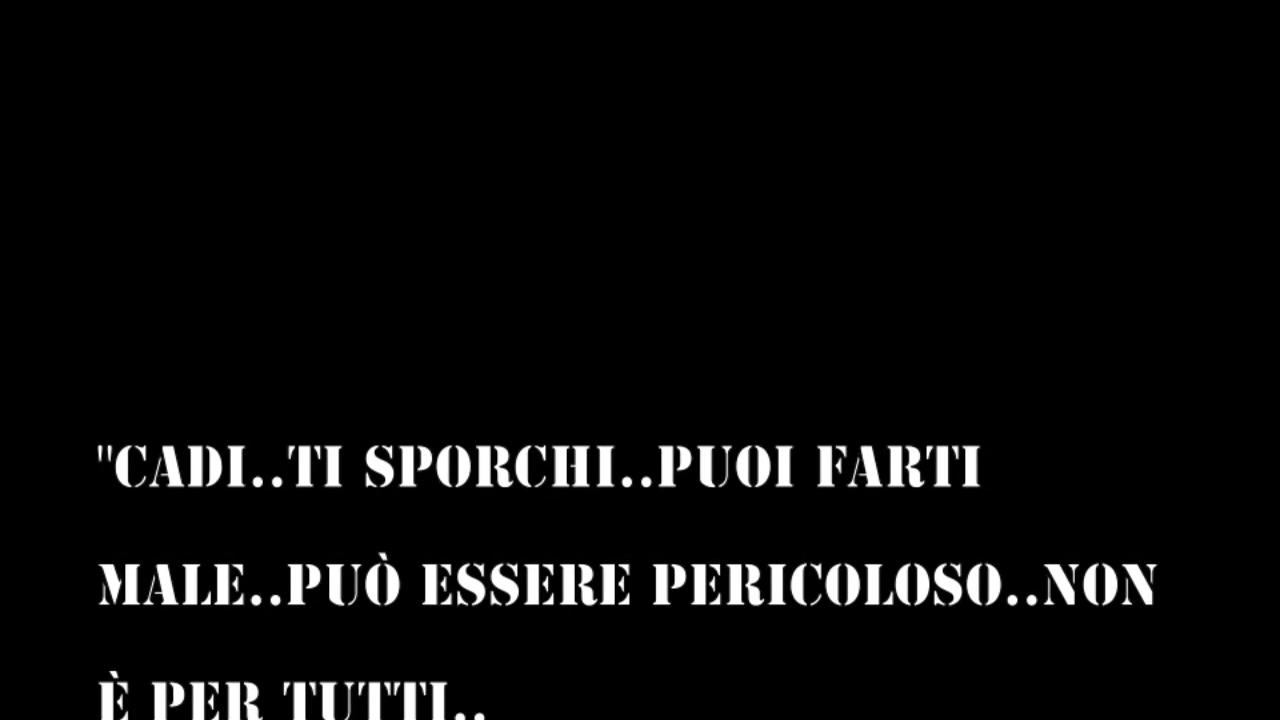 "CADI..TI SPORCHI..PUOI FARTI
MALE..PUÒ ESSERE PERICOLOSO..NON
È PER TUTTI..